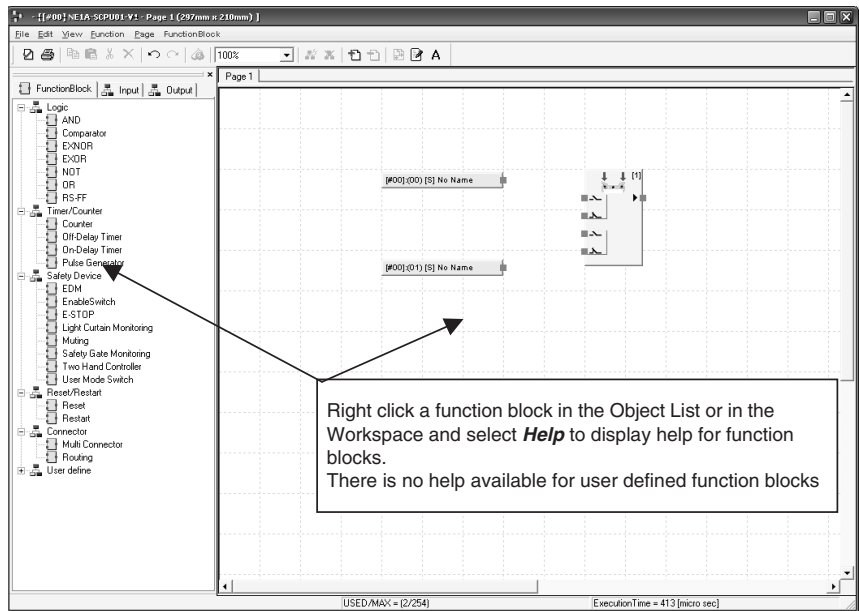 [[#00] NE1A-SCPU01-V1 - Page 1 (297mm x 210mm) ]
File Edit View Function Page FunctionBlock
100%
A
FunctionBlock Input Output
Page 1
Logic
AND
Comparator
EXNOR
EXOR
NOT
OR
RS-FF
Timer/Counter
Counter
Off-Delay Timer
On-Delay Timer
Pulse Generator
Safety Device
EDM
EnableSwitch
E-STOP
Light Curtain Monitoring
Muting
Safety Gate Monitoring
Two Hand Controller
User Mode Switch
Reset/Restart
Reset
Restart
Connector
Multi Connector
Routing
User define
[#00]:(00) [S] No Name
[1]
[#00]:(01) [S] No Name
Right click a function block in the Object List or in the
Workspace and select Help to display help for function
blocks.
There is no help available for user defined function blocks
USED/MAX = (2/254)
ExecutionTime = 413 [micro sec]